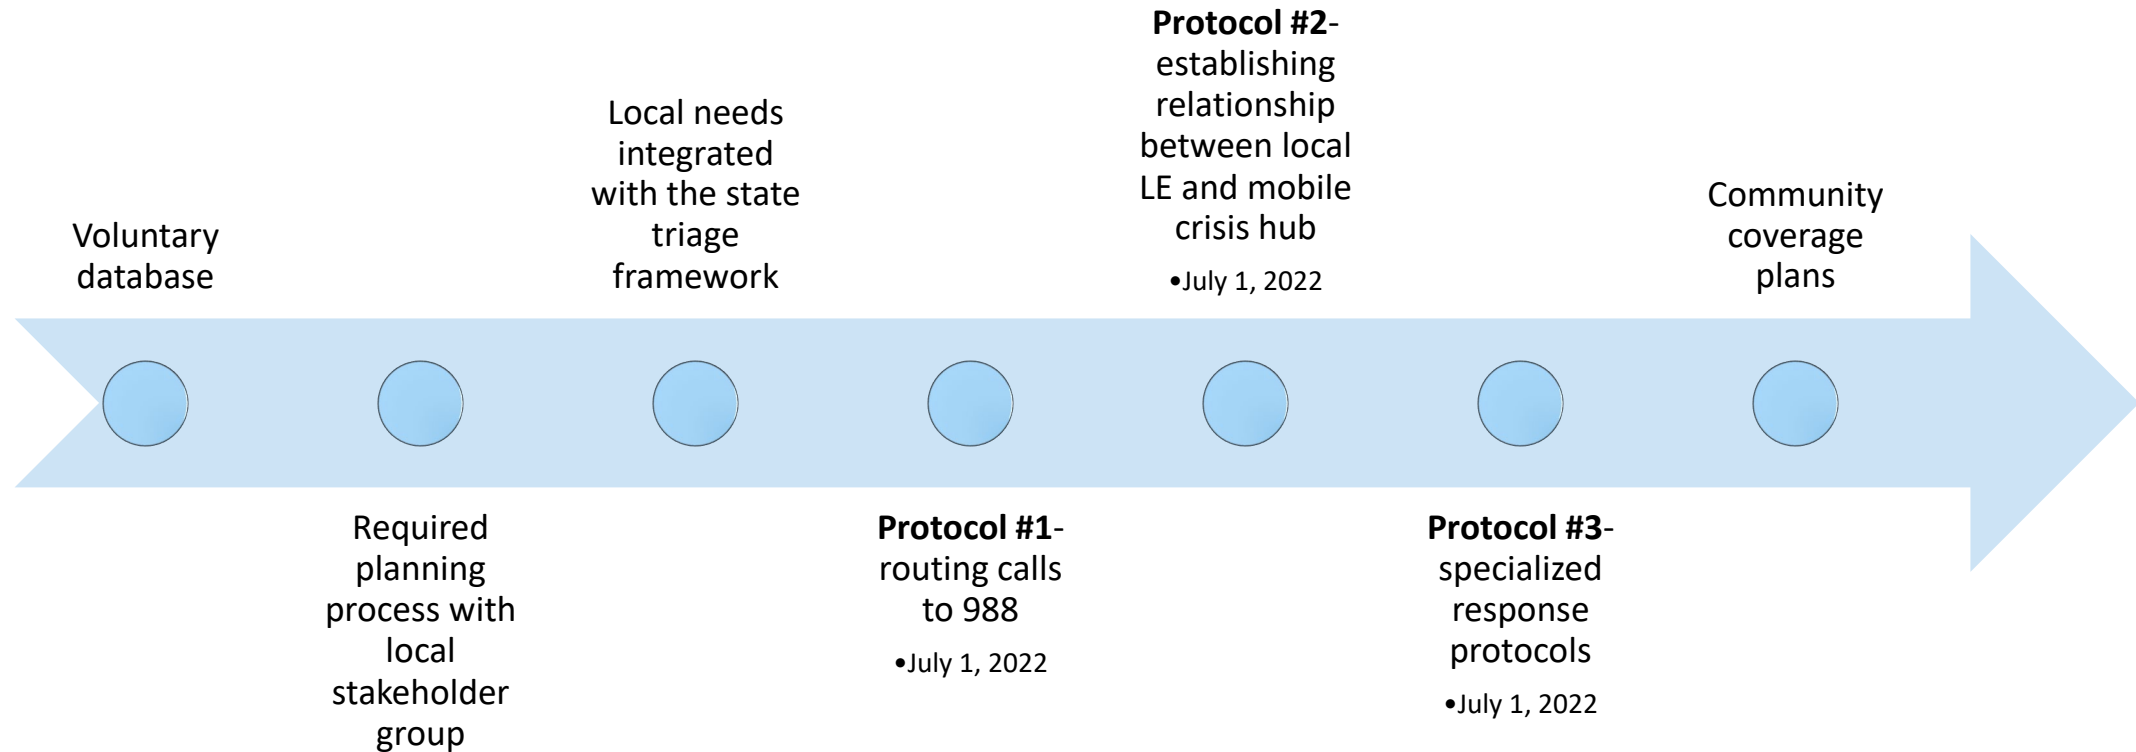 Voluntary
database
Required
planning
process with
local
stakeholder
group
Local needs
integrated
with the state
triage
framework
Protocol #1-
routing calls
to 988
•July 1, 2022
Protocol #2-
establishing
relationship
between local
LE and mobile
crisis hub
•July 1, 2022
Protocol #3-
specialized
response
protocols
•July 1, 2022
Community
coverage
plans